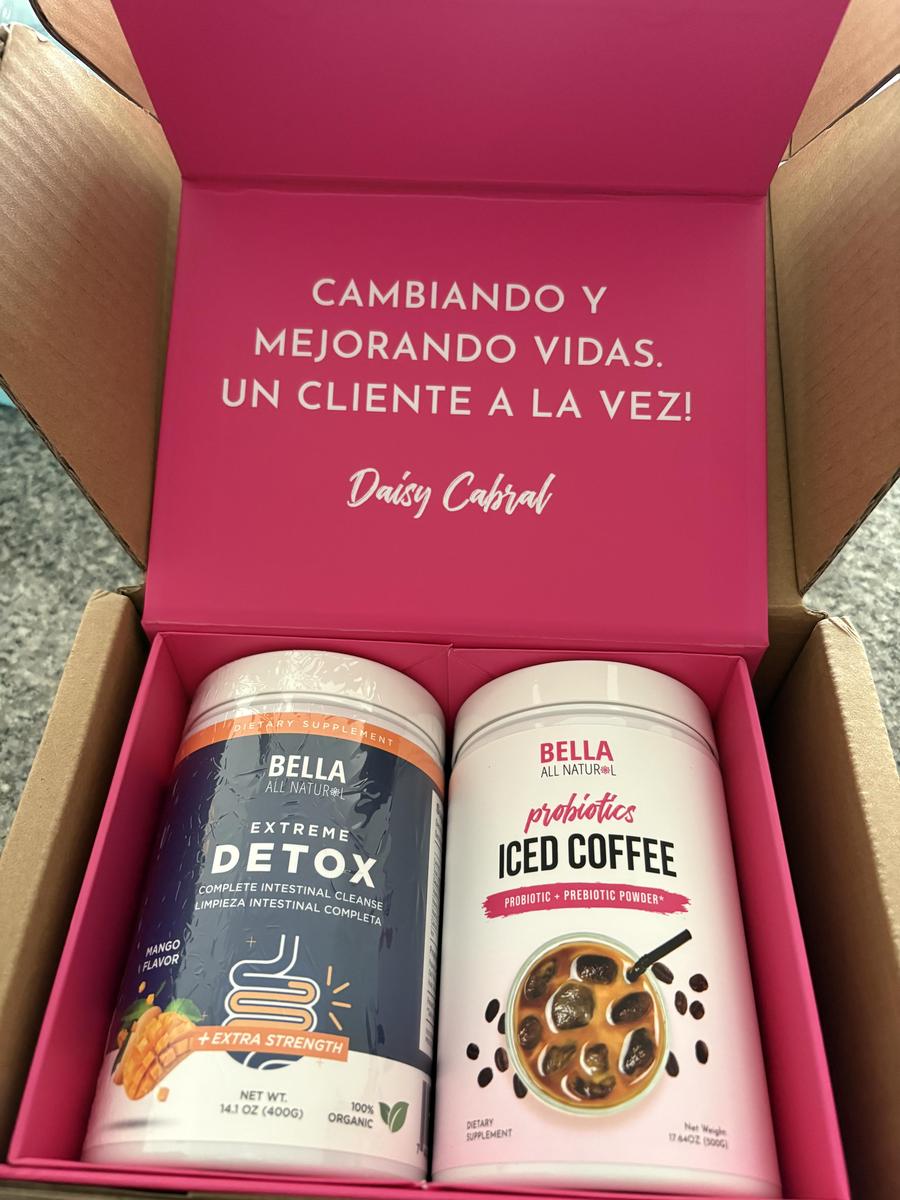 CAMBIANDO Y
MEJORANDO VIDAS.
UN CLIENTE A LA VEZ!
Daisy Cabral
DIETARY SUPPLEMENT
BELLA
ALL NATURAL
EXTREME
DETOX
COMPLETE INTESTINAL CLEANSE
LIMPIEZA INTESTINAL COMPLETA
MANGO
FLAVOR
+EXTRA STRENGTH
NET WT.
14.1 OZ (400G)
100%
ORGANIC
BELLA
ALL NATURAL
probiotics
ICED COFFEE
PROBIOTIC + PREBIOTIC POWDER*
DIETARY
SUPPLEMENT
Net Weight
17.64OZ (500G)